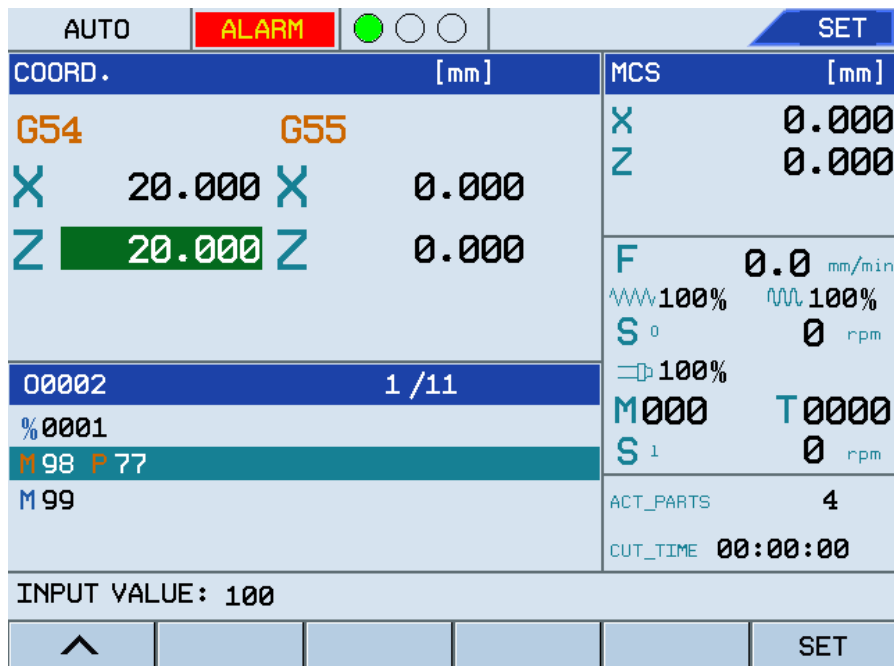 AUTO ALARM SET
COORD. [mm]
G54 G55
X 20.000 X 0.000
Z 20.000 Z 0.000
MCS [mm]
X 0.000
Z 0.000
F 0.0 mm/min
100% 100%
S 0 0 rpm
100%
M000 T0000
S 1 0 rpm
O0002 1/11
%0001
M98 P77
M99
ACT_PARTS 4
CUT_TIME 00:00:00
INPUT VALUE: 100
SET